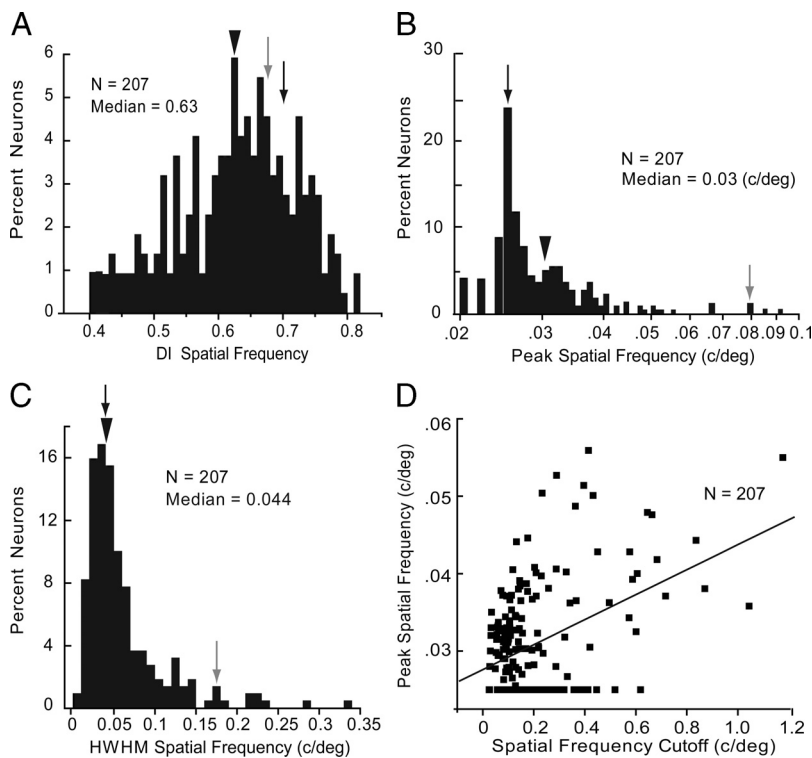 A
Percent Neurons
6
5
4
3
2
1
0
N = 207
Median = 0.63
0.4 0.5 0.6 0.7 0.8
DI Spatial Frequency
B
Percent Neurons
30
20
10
0
N = 207
Median = 0.03 (c/deg)
.02 .03 .04 .05 .06 .07 .08 .09 0.1
Peak Spatial Frequency (c/deg)
C
Percent Neurons
16
12
8
4
0
N = 207
Median = 0.044
0 0.05 0.1 0.15 0.2 0.25 0.3 0.35
HWHM Spatial Frequency (c/deg)
D
Peak Spatial Frequency (c/deg)
.06
.05
.04
.03
N = 207
0 0.2 0.4 0.6 0.8 1.0 1.2
Spatial Frequency Cutoff (c/deg)